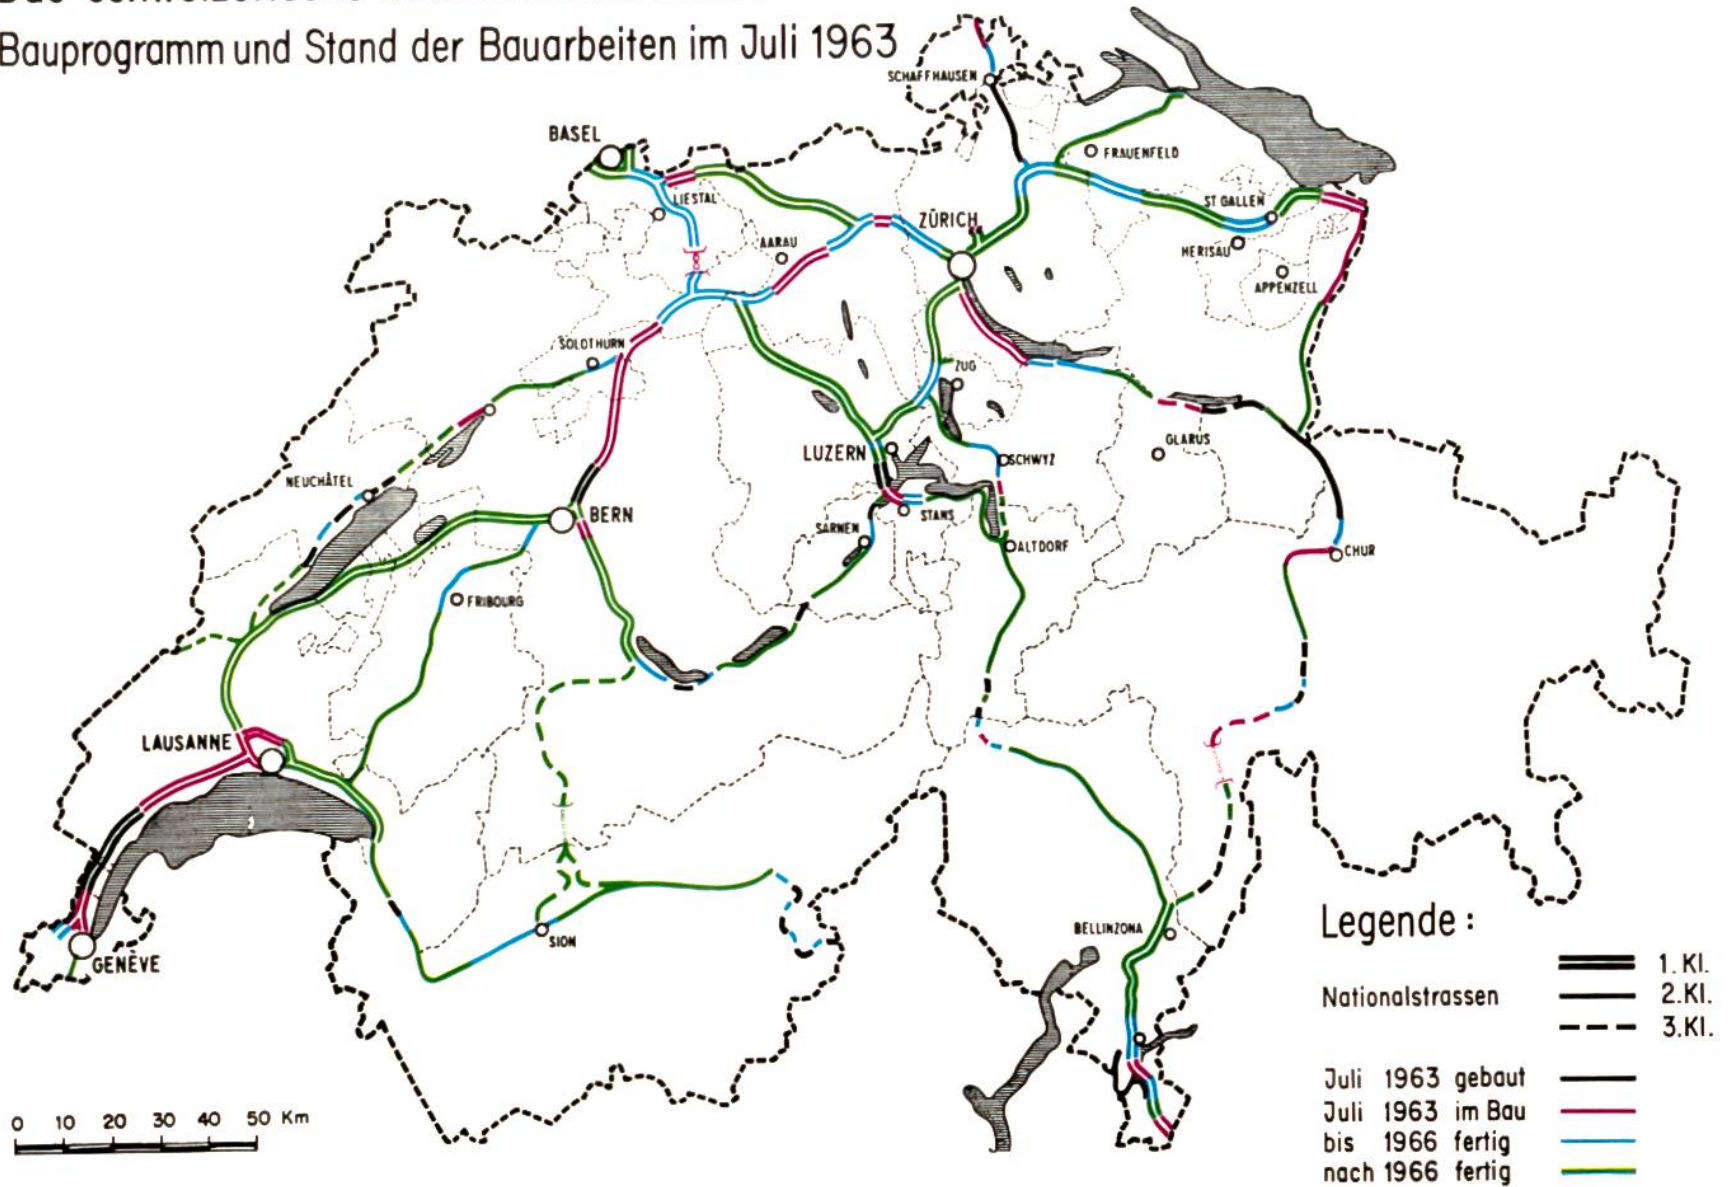 Bauprogramm und Stand der Bauarbeiten im Juli 1963
SCHAFFHAUSEN
BASEL
FRAUENFELD
LIESTAL
ST GALLEN
ZÜRICH
AARAU
HERISAU
APPENZELL
SOLOTHURN
ZUG
GLARUS
LUZERN
SCHWYZ
NEUCHÂTEL
BERN
STANS
SARNEN
ALTDORF
CHUR
FRIBOURG
LAUSANNE
SION
BELLINZONA
GENÈVE
Legende :
Nationalstrassen
1. Kl.
2. Kl.
3. Kl.
Juli 1963 gebaut
Juli 1963 im Bau
bis 1966 fertig
nach 1966 fertig
0 10 20 30 40 50 Km